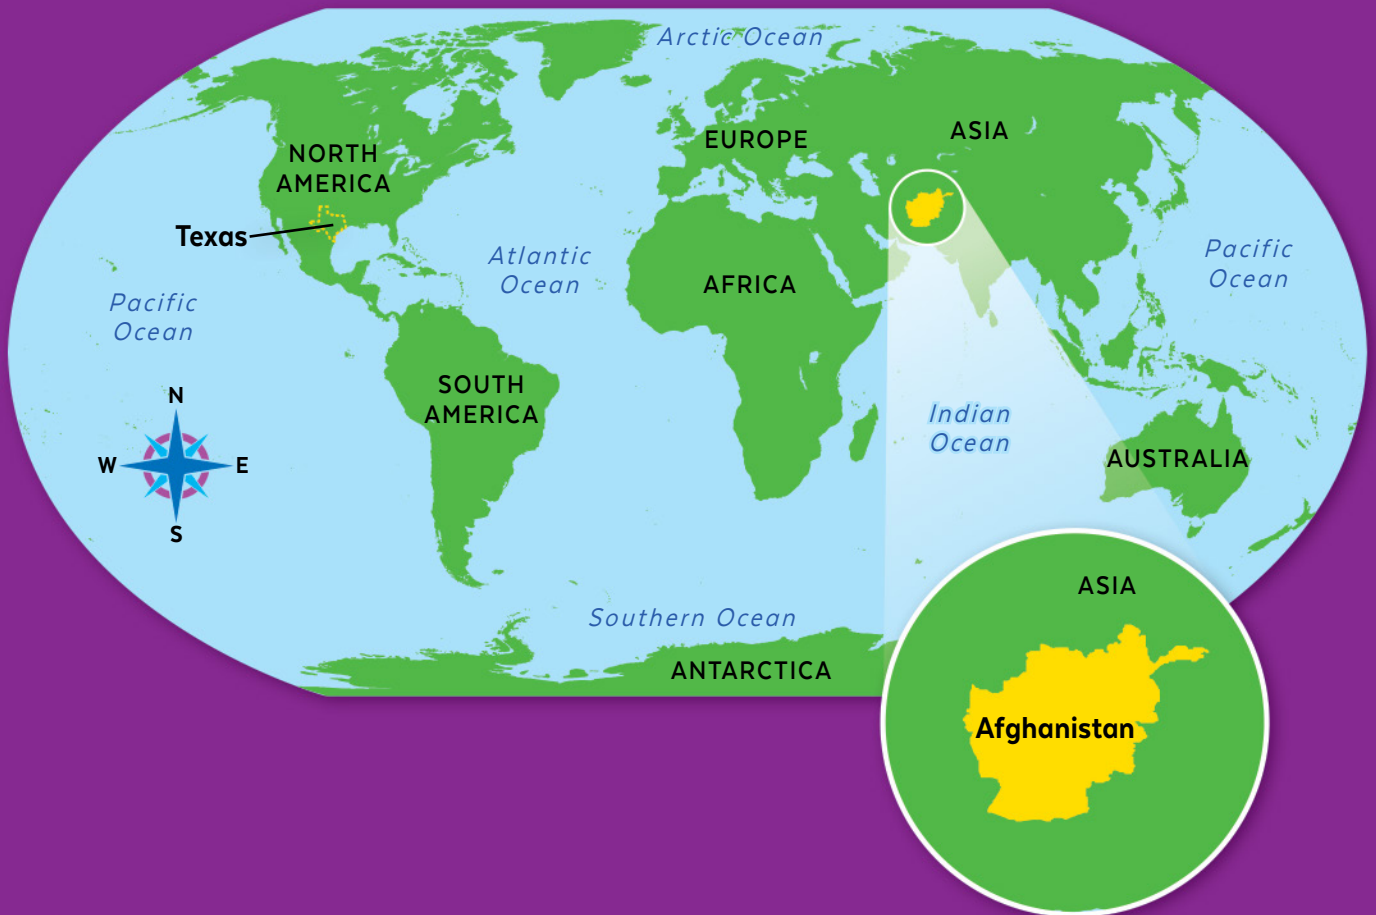 Arctic Ocean
EUROPE
ASIA
NORTH
AMERICA
Texas
Atlantic
Ocean
AFRICA
Pacific
Ocean
Pacific
Ocean
SOUTH
AMERICA
Indian
Ocean
AUSTRALIA
N
W
E
S
Southern Ocean
ANTARCTICA
ASIA
Afghanistan